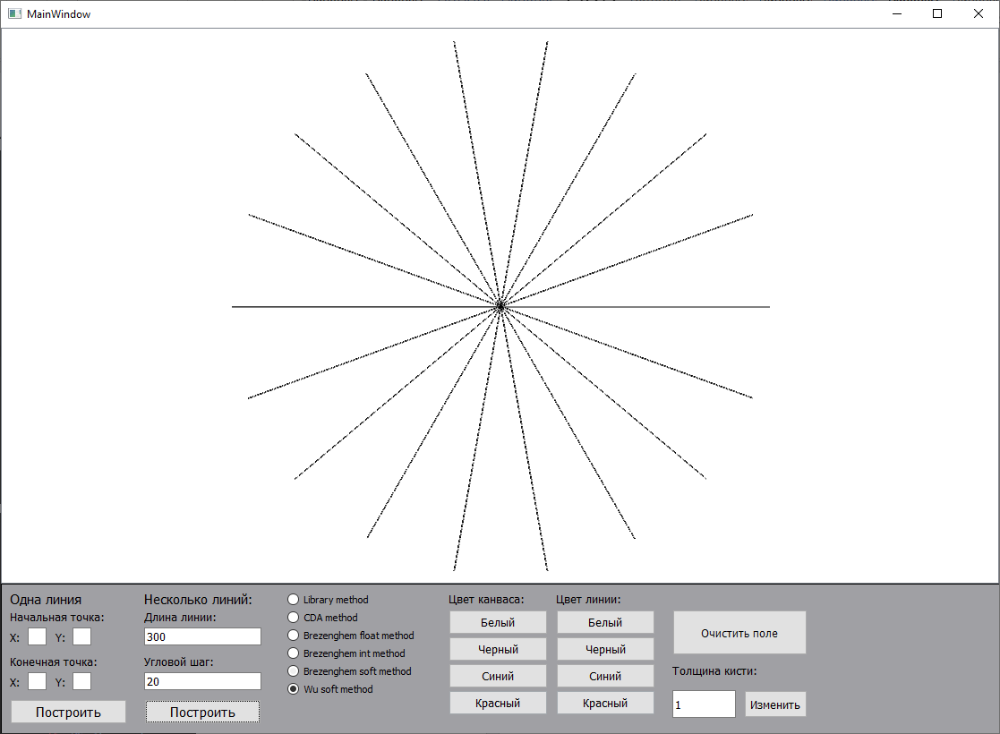 MainWindow
Одна линия
Начальная точка:
X: Y:
Конечная точка:
X: Y:
Построить
Несколько линий:
Длина линии:
300
Угловой шаг:
20
Построить
Library method
CDA method
Brezenghem float method
Brezenghem int method
Brezenghem soft method
Wu soft method
Цвет канваса:
Белый
Черный
Синий
Красный
Цвет линии:
Белый
Черный
Синий
Красный
Очистить поле
Толщина кисти:
1
Изменить